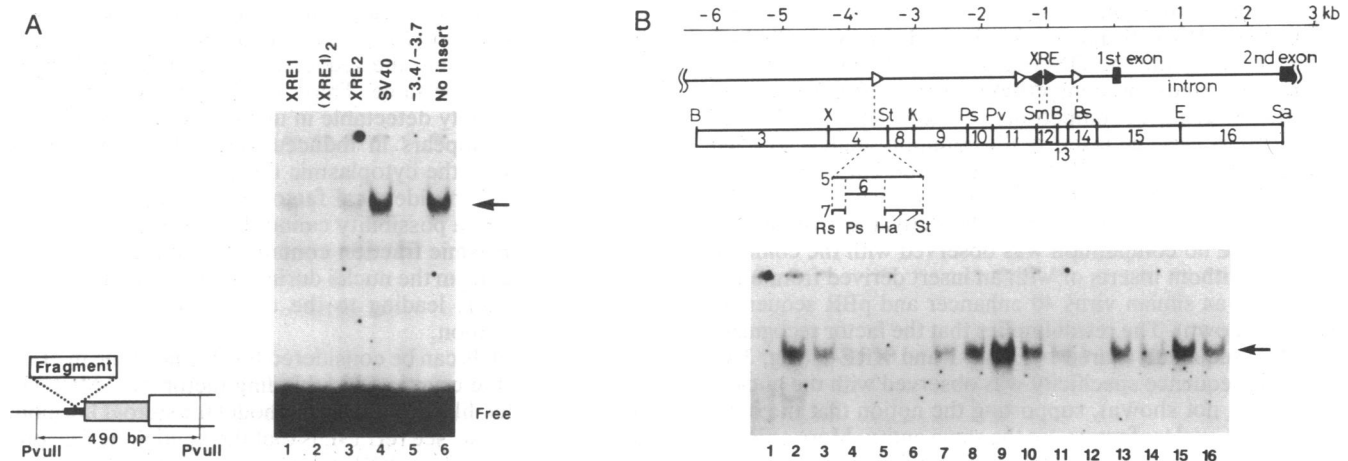 A
XRE1
(XRE1)2
XRE2
SV40
-3.4/-3.7
No insert
Fragment
490 bp
PvuII
PvuII
Free
1 2 3 4 5 6
B
-6 -5 -4 -3 -2 -1 1 2 3 kb
XRE 1st exon 2nd exon
intron
B X St K Ps Pv Sm B Bs E Sa
3 4 8 9 10 11 12 14 15 16
13
5
6
7
Rs Ps Ha St
1 2 3 4 5 6 7 8 9 10 11 12 13 14 15 16